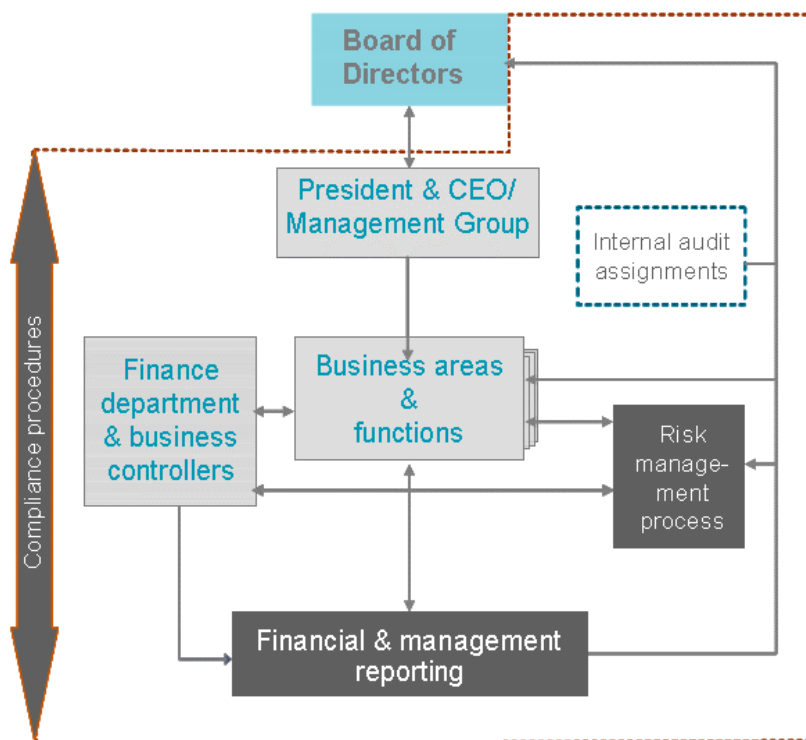 Board of
Directors
President & CEO/
Management Group
Internal audit
assignments
Compliance procedures
Finance
department
& business
controllers
Business areas
&
functions
Risk
manage-
ment
process
Financial & management
reporting